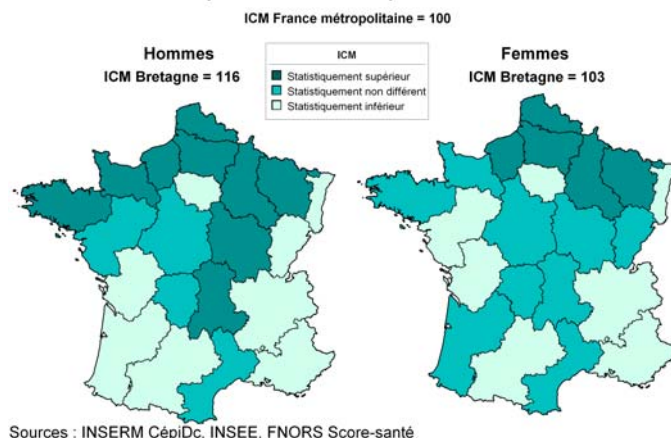 ICM France métropolitaine = 100
Hommes
ICM Bretagne = 116
ICM
Statistiquement supérieur
Statistiquement non différent
Statistiquement inférieur
Femmes
ICM Bretagne = 103
Sources : INSERM CépiDc, INSEE, FNORS Score-santé